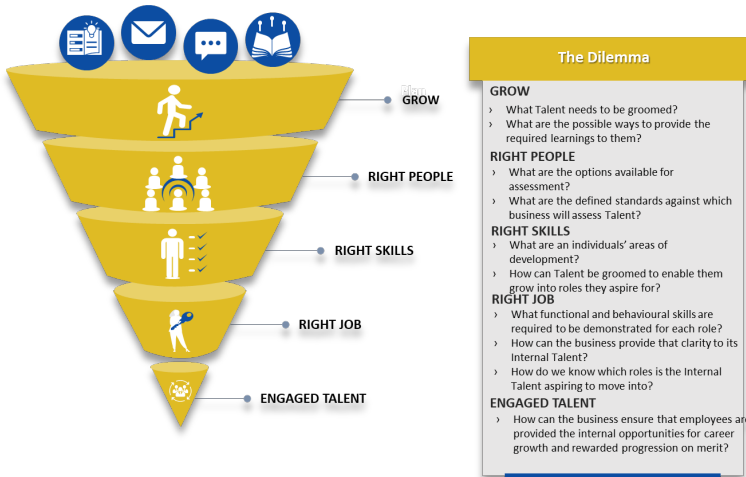 GROW
RIGHT PEOPLE
RIGHT SKILLS
RIGHT JOB
ENGAGED TALENT
The Dilemma
GROW
› What Talent needs to be groomed?
› What are the possible ways to provide the
required learnings to them?
RIGHT PEOPLE
› What are the options available for
assessment?
› What are the defined standards against which
business will assess Talent?
RIGHT SKILLS
› What are an individuals’ areas of
development?
› How can Talent be groomed to enable them
grow into roles they aspire for?
RIGHT JOB
› What functional and behavioural skills are
required to be demonstrated for each role?
› How can the business provide that clarity to its
Internal Talent?
› How do we know which roles is the Internal
Talent aspiring to move into?
ENGAGED TALENT
› How can the business ensure that employees are
provided the internal opportunities for career
growth and rewarded progression on merit?